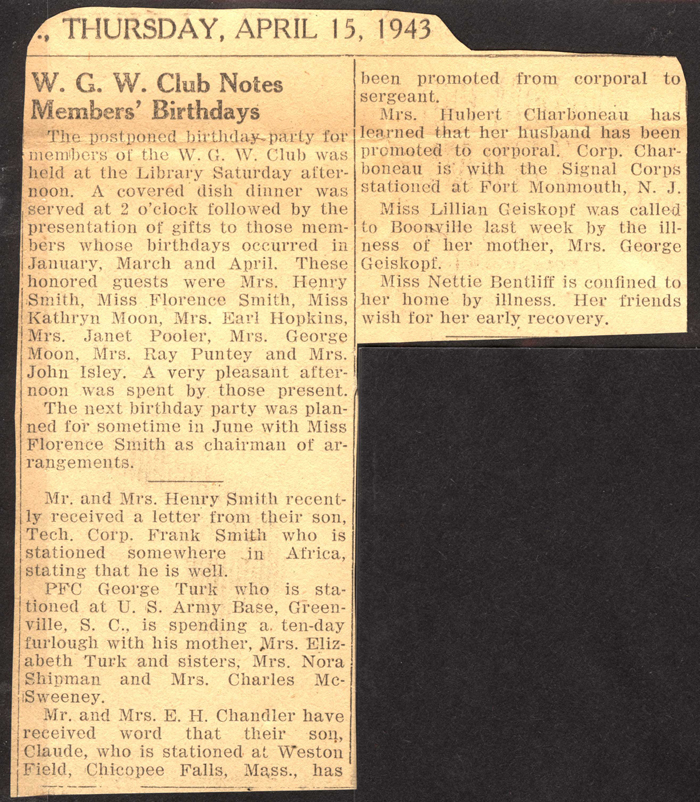 ., THURSDAY, APRIL 15, 1943
W. G. W. Club Notes
Members' Birthdays
The postponed birthday party for
members of the W. G. W. Club was
held at the Library Saturday after-
noon. A covered dish dinner was
served at 2 o'clock followed by the
presentation of gifts to those mem-
bers whose birthdays occurred in
January, March and April. These
honored guests were Mrs. Henry
Smith, Miss Florence Smith, Miss
Kathryn Moon, Mrs. Earl Hopkins,
Mrs. Janet Pooler, Mrs. George
Moon, Mrs. Ray Puntey and Mrs.
John Isley. A very pleasant after-
noon was spent by those present.
The next birthday party was plan-
ned for sometime in June with Miss
Florence Smith as chairman of ar-
rangements.
Mr. and Mrs. Henry Smith recent-
ly received a letter from their son,
Tech. Corp. Frank Smith who is
stationed somewhere in Africa,
stating that he is well.
PFC George Turk who is sta-
tioned at U. S. Army Base, Green-
ville, S. C., is spending a ten-day
furlough with his mother, Mrs. Eliz-
abeth Turk and sisters, Mrs. Nora
Shipman and Mrs. Charles Mc-
Sweeney.
Mr. and Mrs. E. H. Chandler have
received word that their son,
Claude, who is stationed at Weston
Field, Chicopee Falls, Mass., has
been promoted from corporal to
sergeant.
Mrs. Hubert Charboneau has
learned that her husband has been
promoted to corporal. Corp. Char-
boneau is with the Signal Corps
stationed at Fort Monmouth, N. J.
Miss Lillian Geiskopf was called
to Boonville last week by the ill-
ness of her mother, Mrs. George
Geiskopf.
Miss Nettie Bentliff is confined to
her home by illness. Her friends
wish for her early recovery.